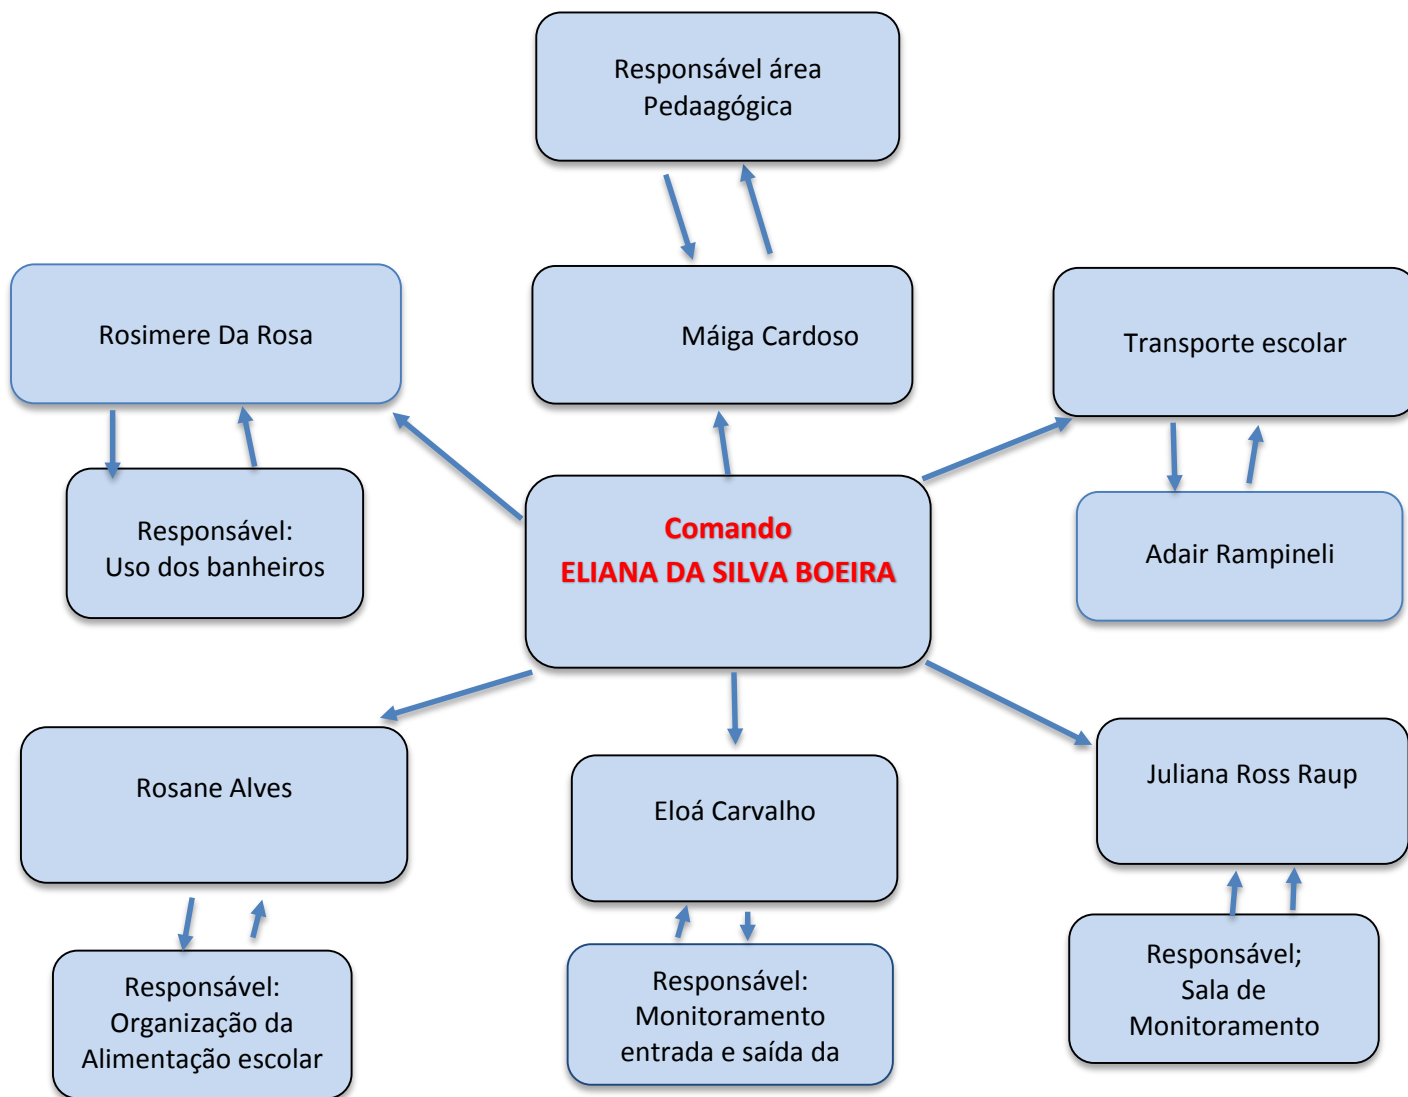 Responsável área
Pedaagógica
Rosimere Da Rosa
Máiga Cardoso
Transporte escolar
Responsável:
Uso dos banheiros
Comando
ELIANA DA SILVA BOEIRA
Adair Rampineli
Rosane Alves
Eloá Carvalho
Juliana Ross Raup
Responsável:
Organização da
Alimentação escolar
Responsável:
Monitoramento
entrada e saída da
Responsável;
Sala de
Monitoramento